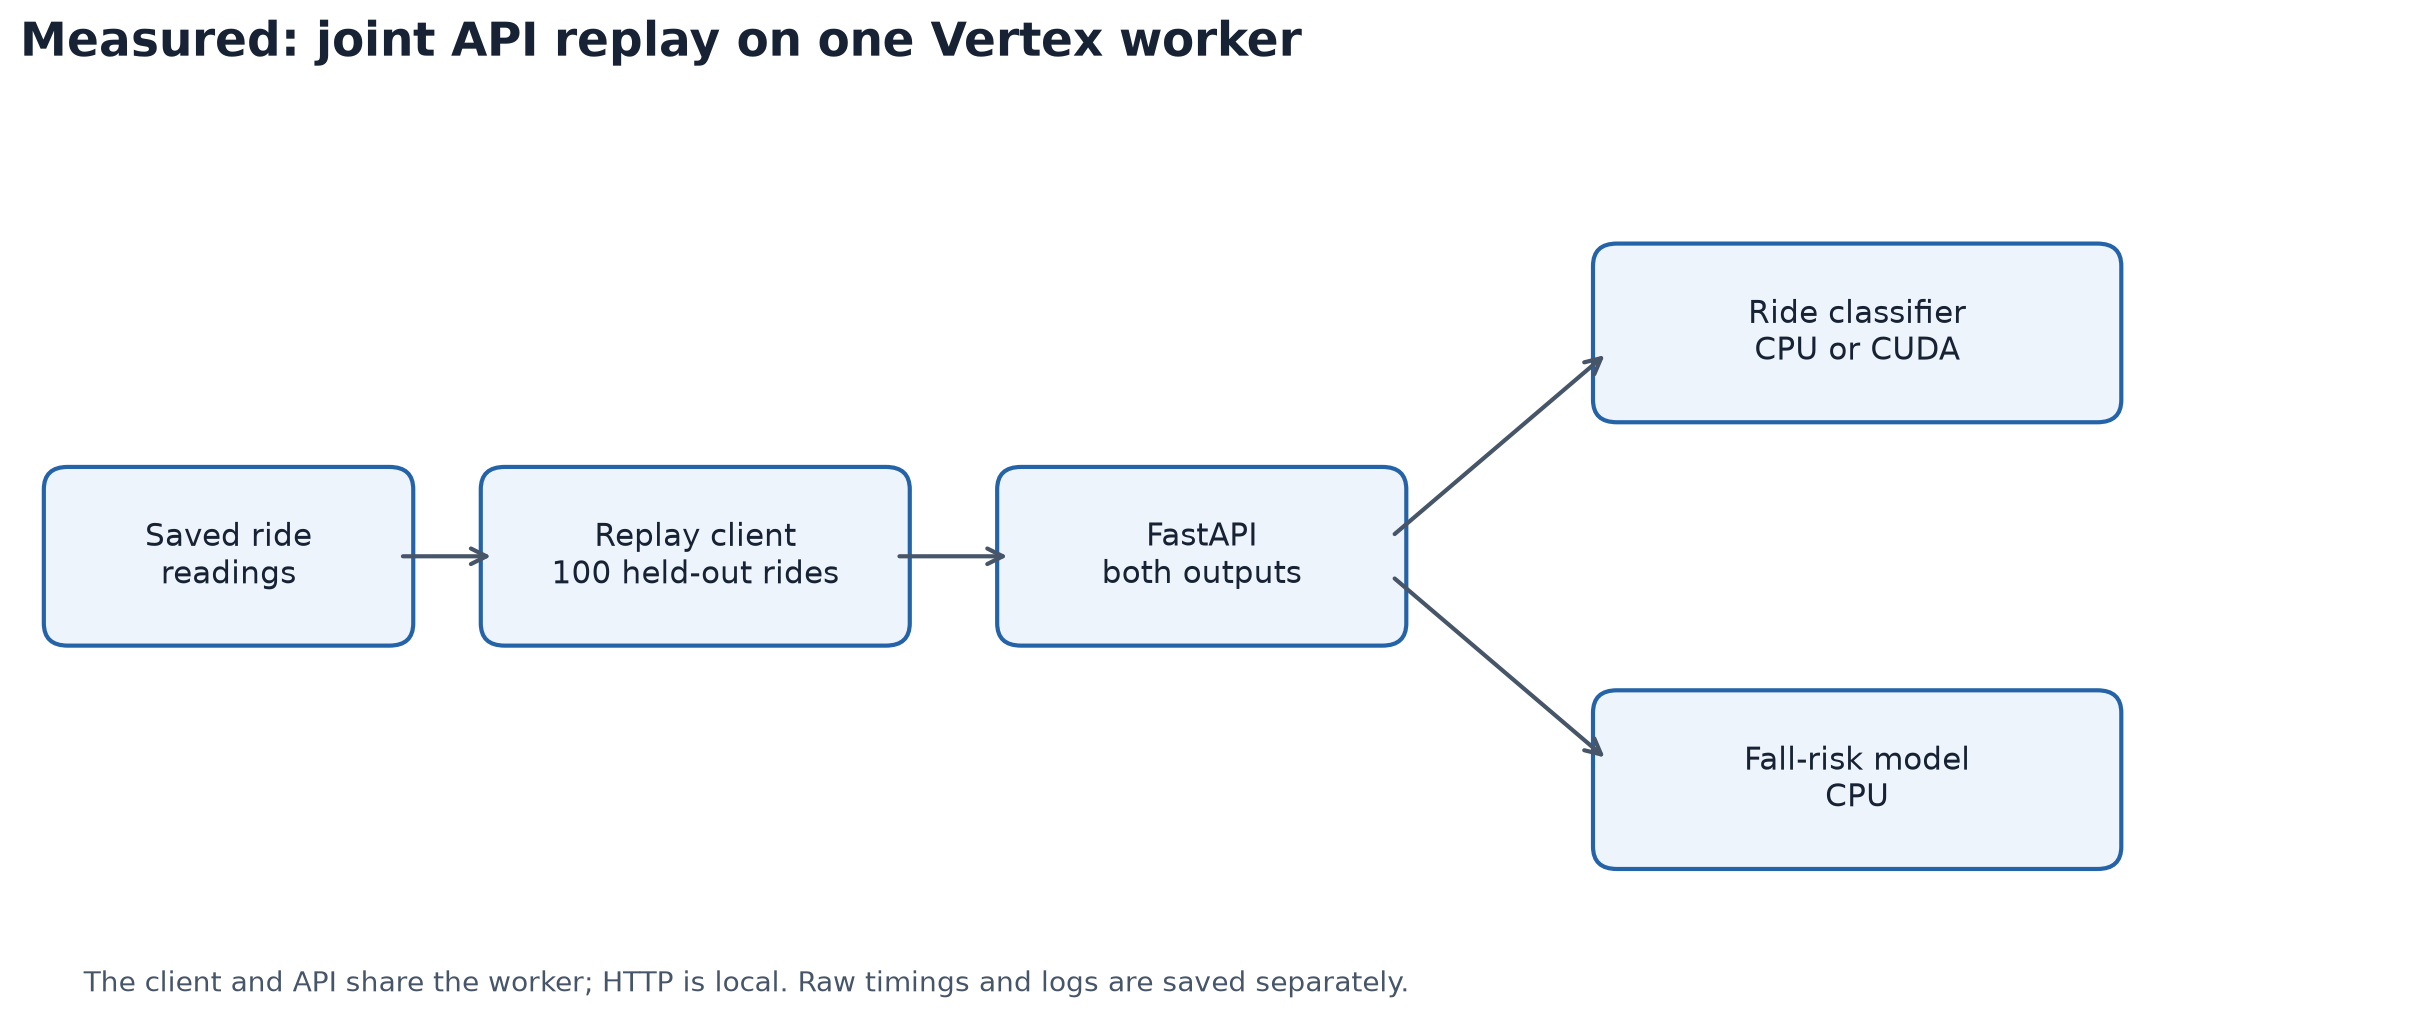 Measured: joint API replay on one Vertex worker
Saved ride
readings
Replay client
100 held-out rides
FastAPI
both outputs
Ride classifier
CPU or CUDA
Fall-risk model
CPU
The client and API share the worker; HTTP is local. Raw timings and logs are saved separately.